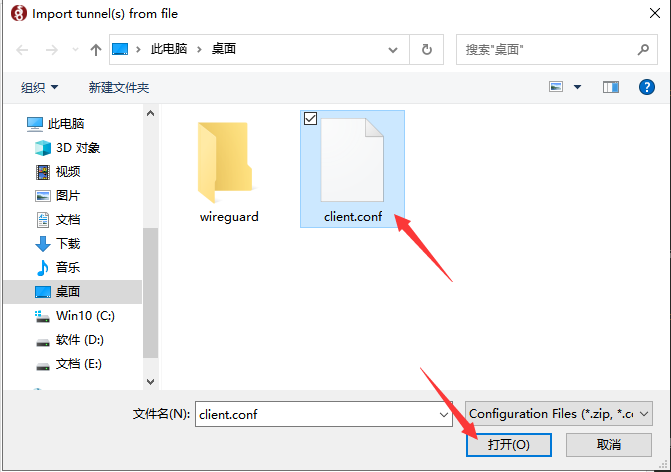 Import tunnel(s) from file
此电脑 > 桌面
搜索"桌面"
组织
新建文件夹
此电脑
3D 对象
视频
图片
文档
下载
音乐
桌面
Win10 (C:)
软件 (D:)
文档 (E:)
wireguard
client.conf
文件名(N):
client.conf
Configuration Files (*.zip, *.co
打开(O)
取消